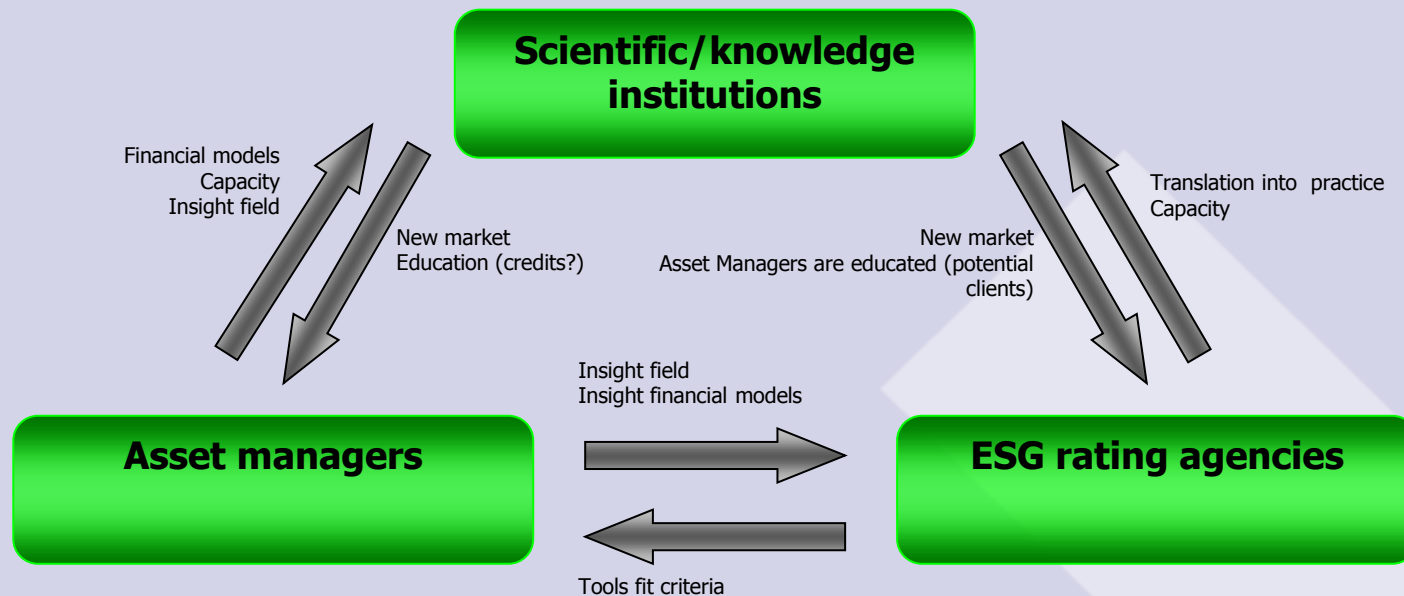 Scientific/knowledge
institutions
Financial models
Capacity
Insight field
New market
Education (credits?)
New market
Asset Managers are educated (potential
clients)
Translation into practice
Capacity
Insight field
Insight financial models
Asset managers
ESG rating agencies
Tools fit criteria